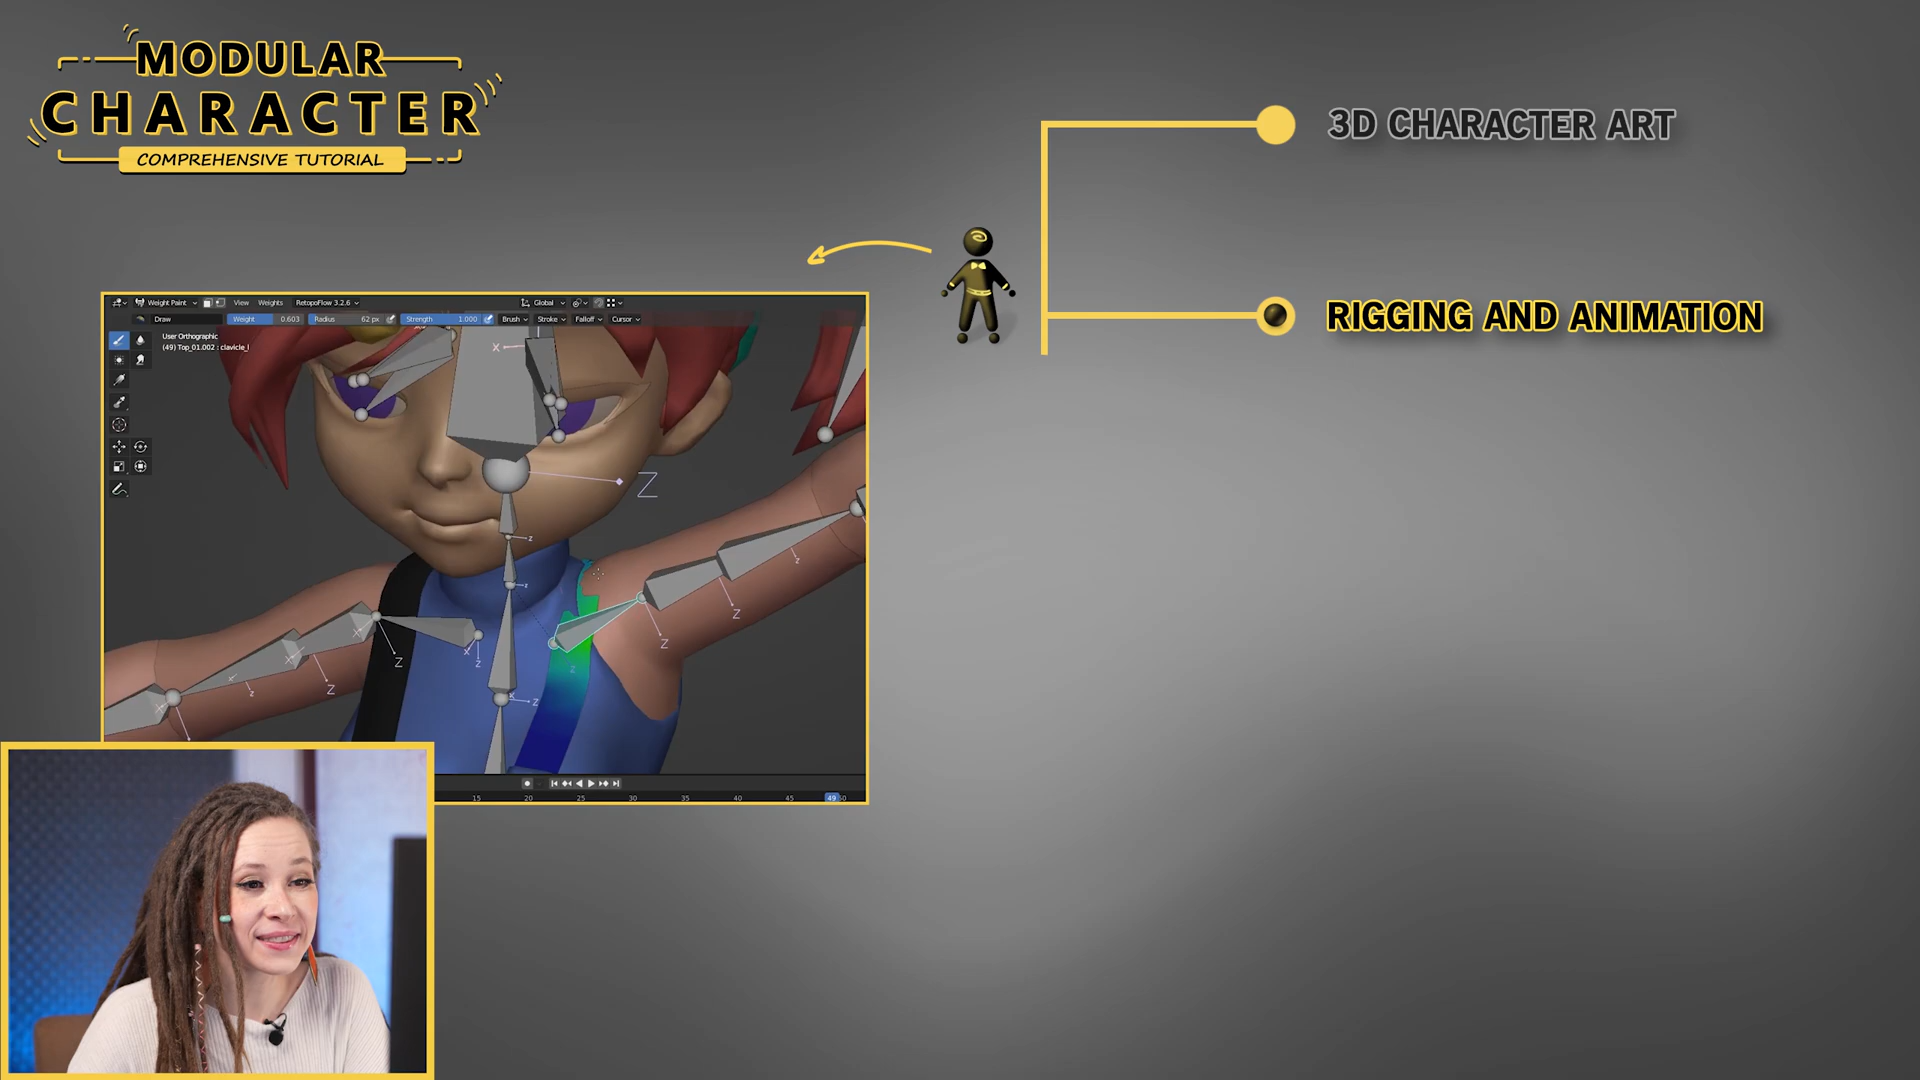 MODULAR
CHARACTER
COMPREHENSIVE TUTORIAL
3D CHARACTER ART
RIGGING AND ANIMATION
Weight Paint View Weights RetopoFlow 3.2.6 Global
Draw Weight 0.603 Radius 62 px Strength 1.000 Brush Stroke Falloff Cursor
User Orthographic
(49) Top_01.002 : clavicle_l
X
Z
z
z
Z
Z
z
Z
X
z
Z
Z
z
Z
15 20 25 30 35 40 45 49 50